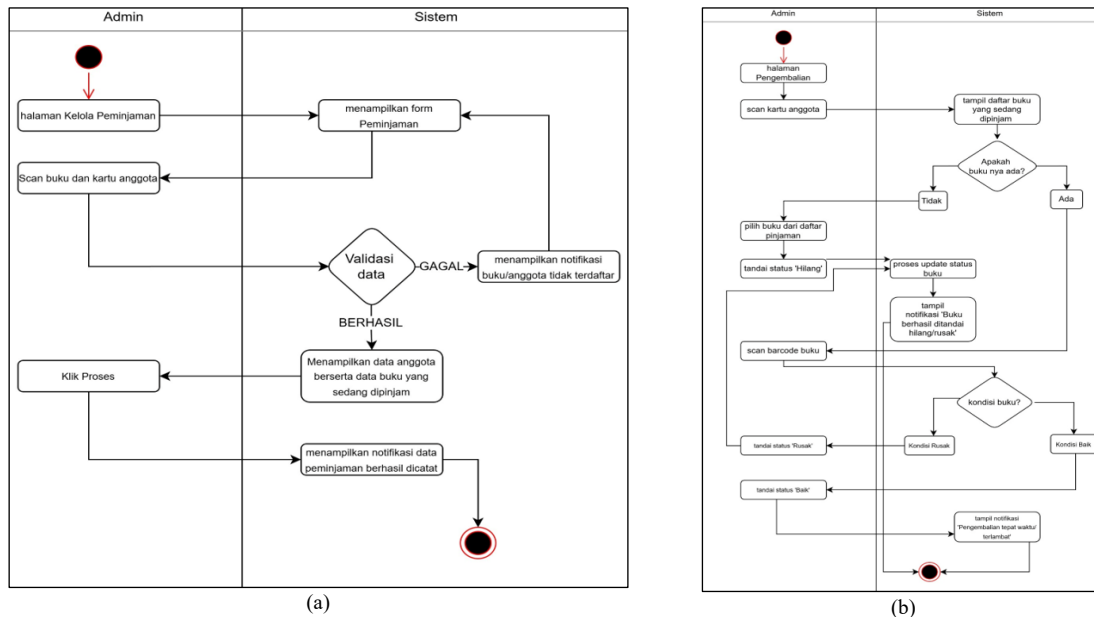 Admin
Sistem
halaman Kelola Peminjaman
menampilkan form
Peminjaman
Scan buku dan kartu anggota
Validasi
data
GAGAL
menampilkan notifikasi
buku/anggota tidak terdaftar
BERHASIL
Menampilkan data anggota
berserta data buku yang
sedang dipinjam
Klik Proses
menampilkan notifikasi data
peminjaman berhasil dicatat
(a)
Admin
Sistem
halaman
Pengembalian
scan kartu anggota
tampil daftar buku
yang sedang
dipinjam
Apakah
buku nya ada?
Tidak
Ada
pilih buku dari daftar
pinjaman
tandai status 'Hilang'
proses update status
buku
tampil
notifikasi 'Buku
berhasil ditandai
hilang/rusak'
scan barcode buku
kondisi buku?
tandai status 'Rusak'
Kondisi Rusak
Kondisi Baik
tandai status 'Baik'
tampil notifikasi
'Pengembalian tepat waktu/
terlambat'
(b)